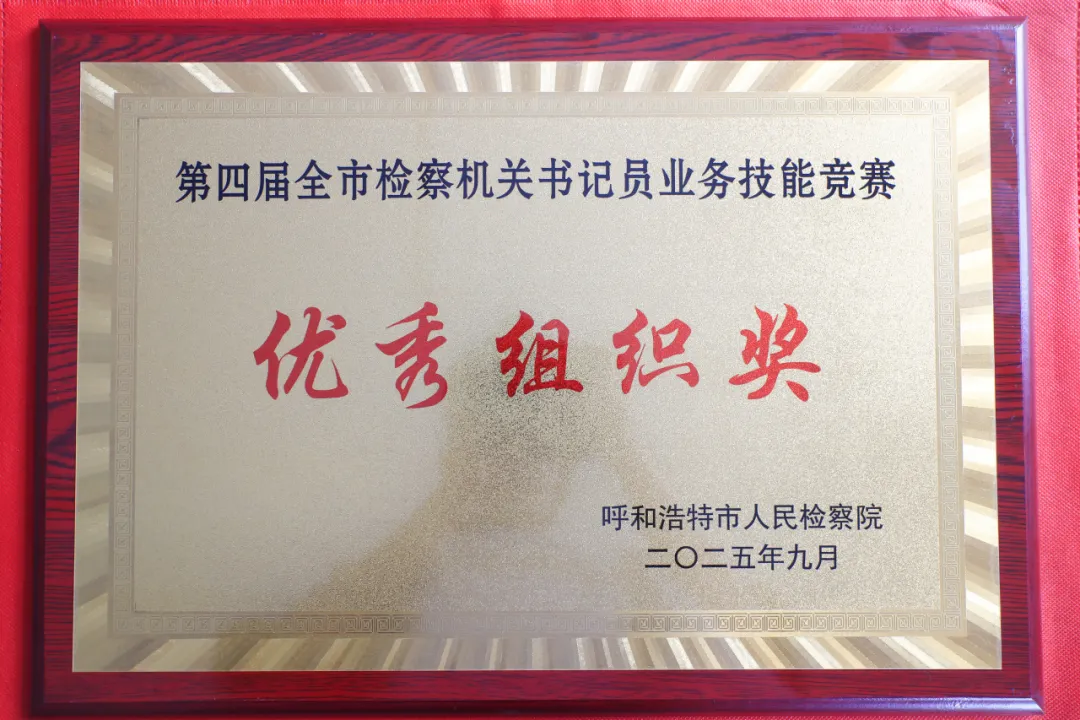 第四届全市检察机关书记员业务技能竞赛
优秀组织奖
呼和浩特市人民检察院
二〇二五年九月